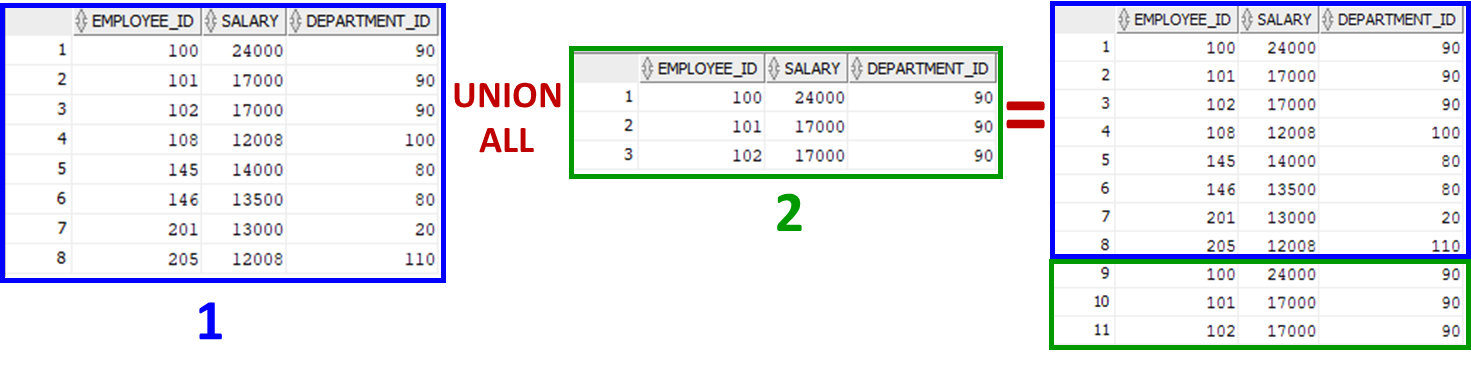 EMPLOYEE_ID SALARY DEPARTMENT_ID
1 100 24000 90
2 101 17000 90
3 102 17000 90
4 108 12008 100
5 145 14000 80
6 146 13500 80
7 201 13000 20
8 205 12008 110
1
UNION
ALL
EMPLOYEE_ID SALARY DEPARTMENT_ID
1 100 24000 90
2 101 17000 90
3 102 17000 90
2
=
EMPLOYEE_ID SALARY DEPARTMENT_ID
1 100 24000 90
2 101 17000 90
3 102 17000 90
4 108 12008 100
5 145 14000 80
6 146 13500 80
7 201 13000 20
8 205 12008 110
9 100 24000 90
10 101 17000 90
11 102 17000 90